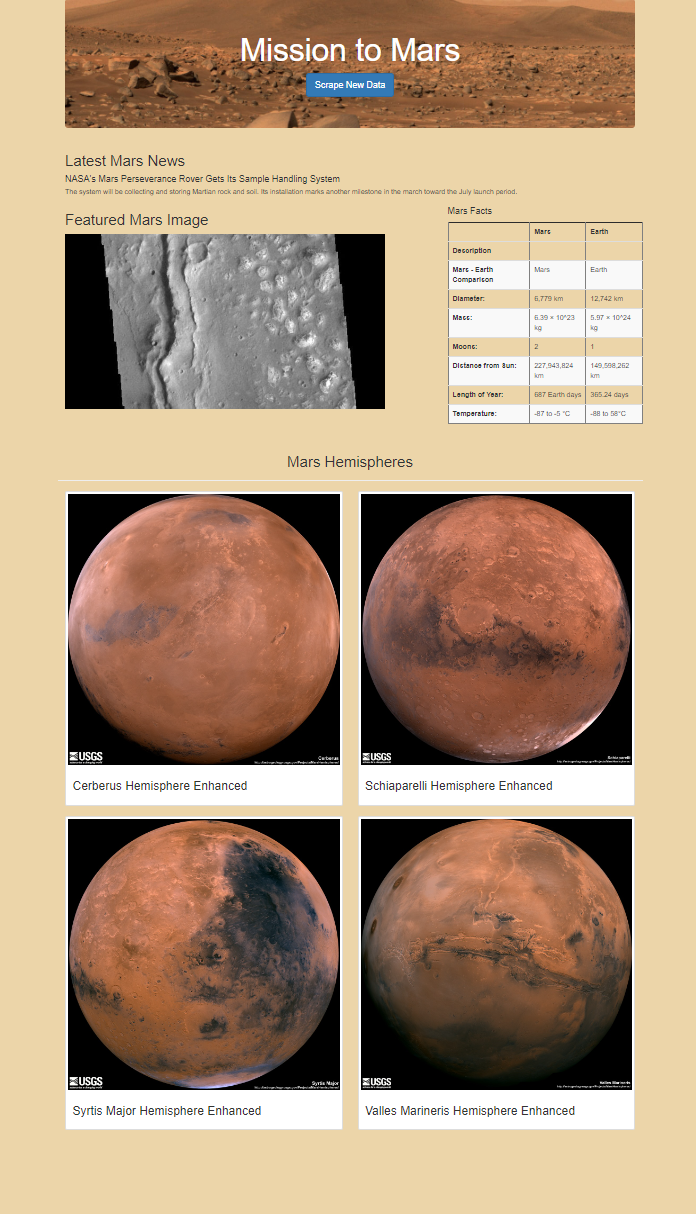 Mission to Mars
Scrape New Data
Latest Mars News
NASA's Mars Perseverance Rover Gets Its Sample Handling System
The system will be collecting and storing Martian rock and soil. Its installation marks another milestone in the march toward the July launch period.
Featured Mars Image
Mars Facts
Mars Earth
Description
Mars - Earth Comparison Mars Earth
Diameter: 6,779 km 12,742 km
Mass: 6.39 × 10^23 kg 5.97 × 10^24 kg
Moons: 2 1
Distance from Sun: 227,943,824 km 149,598,262 km
Length of Year: 687 Earth days 365.24 days
Temperature: -87 to -5 °C -88 to 58°C
Mars Hemispheres
USGS
Cerberus
Cerberus Hemisphere Enhanced
USGS
Schiaparelli
Schiaparelli Hemisphere Enhanced
USGS
Syrtis Major
Syrtis Major Hemisphere Enhanced
USGS
Valles Marineris
Valles Marineris Hemisphere Enhanced